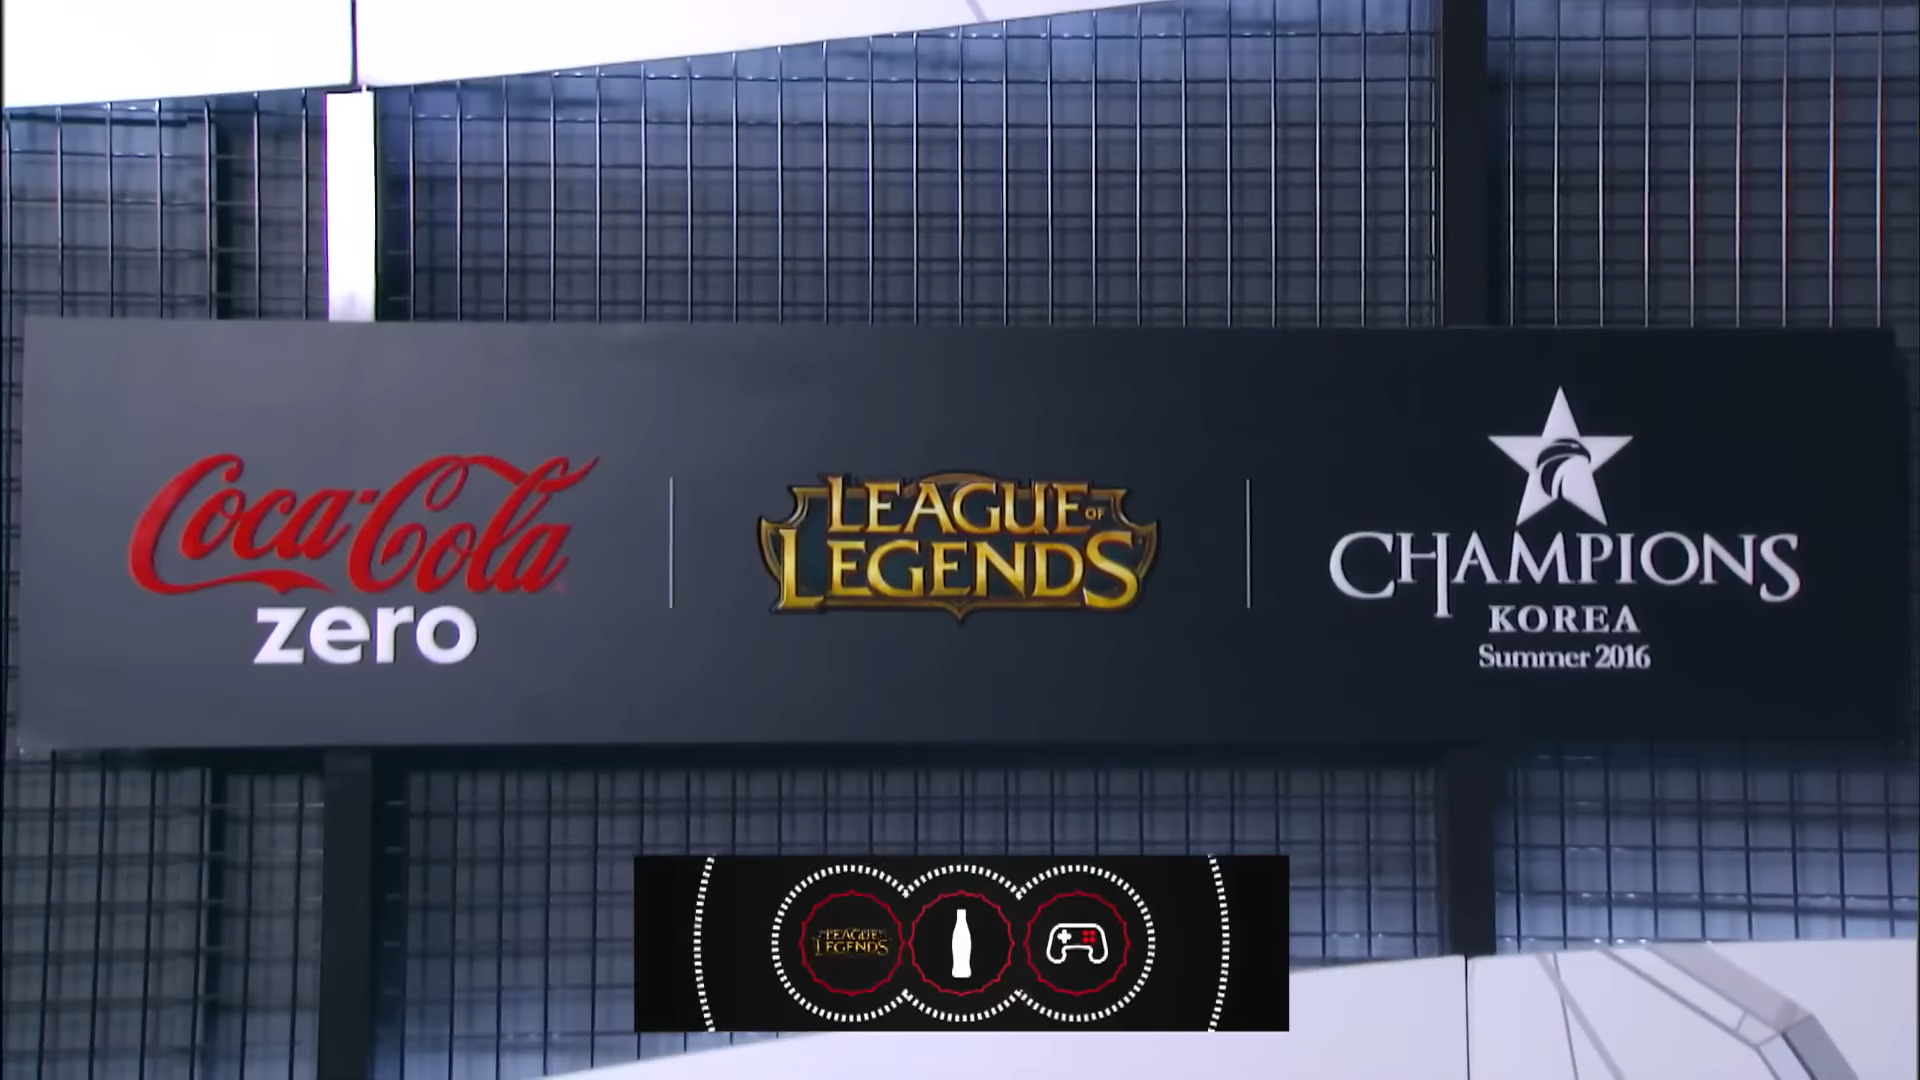 Coca-Cola
zero
LEAGUE OF
LEGENDS
CHAMPIONS
KOREA
Summer 2016
LEAGUE OF
LEGENDS